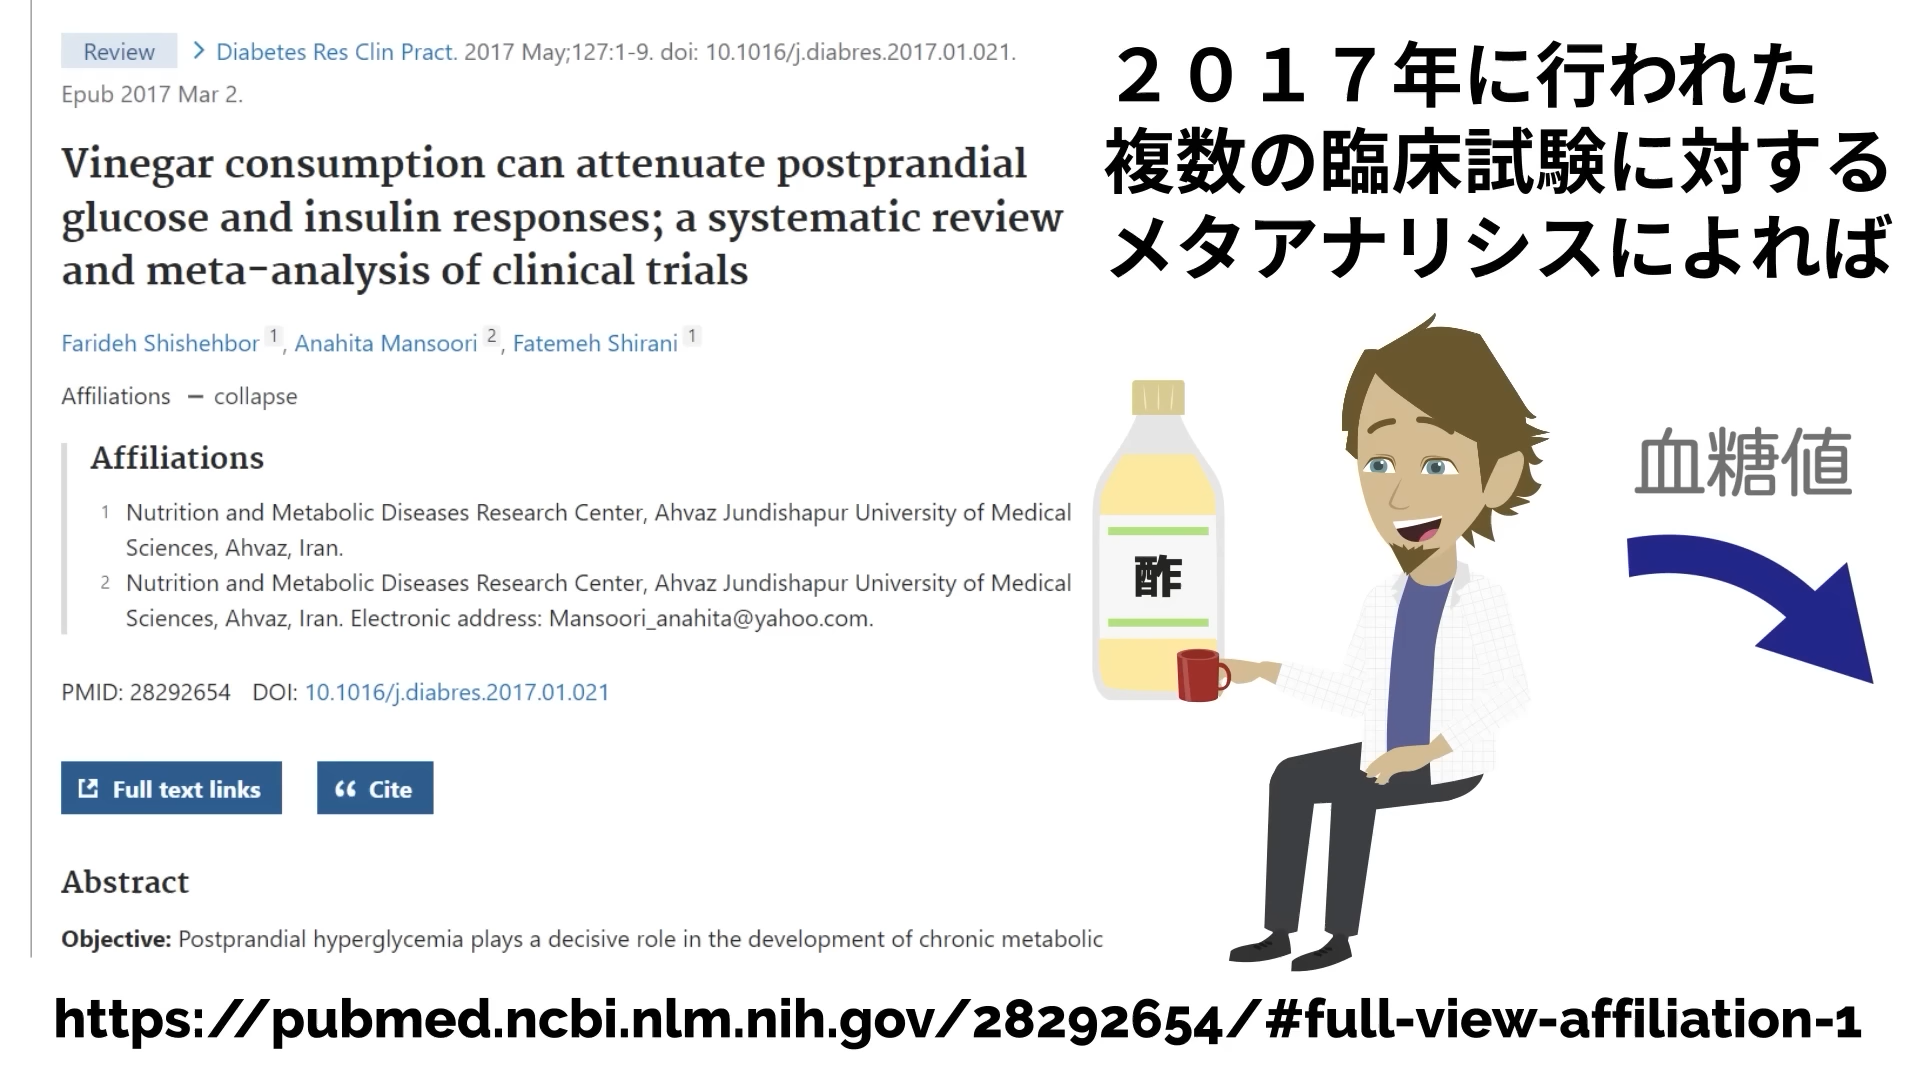 Review > Diabetes Res Clin Pract. 2017 May;127:1-9. doi: 10.1016/j.diabres.2017.01.021.
Epub 2017 Mar 2.
Vinegar consumption can attenuate postprandial
glucose and insulin responses; a systematic review
and meta-analysis of clinical trials
Farideh Shishehbor 1, Anahita Mansoori 2, Fatemeh Shirani 1
Affiliations − collapse
Affiliations
1 Nutrition and Metabolic Diseases Research Center, Ahvaz Jundishapur University of Medical
Sciences, Ahvaz, Iran.
2 Nutrition and Metabolic Diseases Research Center, Ahvaz Jundishapur University of Medical
Sciences, Ahvaz, Iran. Electronic address: Mansoori_anahita@yahoo.com.
PMID: 28292654 DOI: 10.1016/j.diabres.2017.01.021
Full text links
Cite
Abstract
Objective: Postprandial hyperglycemia plays a decisive role in the development of chronic metabolic
２０１７年に行われた
複数の臨床試験に対する
メタアナリシスによれば
酢
血糖値
https://pubmed.ncbi.nlm.nih.gov/28292654/#full-view-affiliation-1